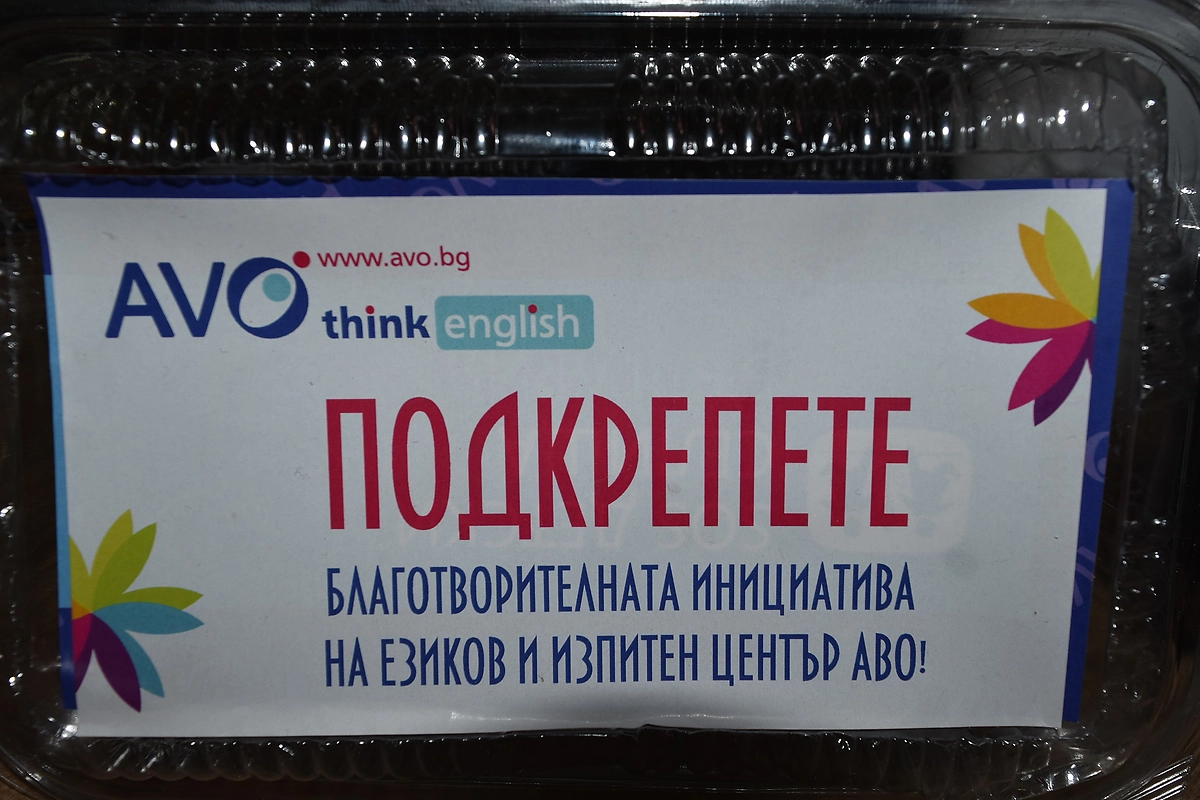 AVO www.avo.bg
think english
ПОДКРЕПЕТЕ
БЛАГОТВОРИТЕЛНАТА ИНИЦИАТИВА
НА ЕЗИКОВ И ИЗПИТЕН ЦЕНТЪР АВО!